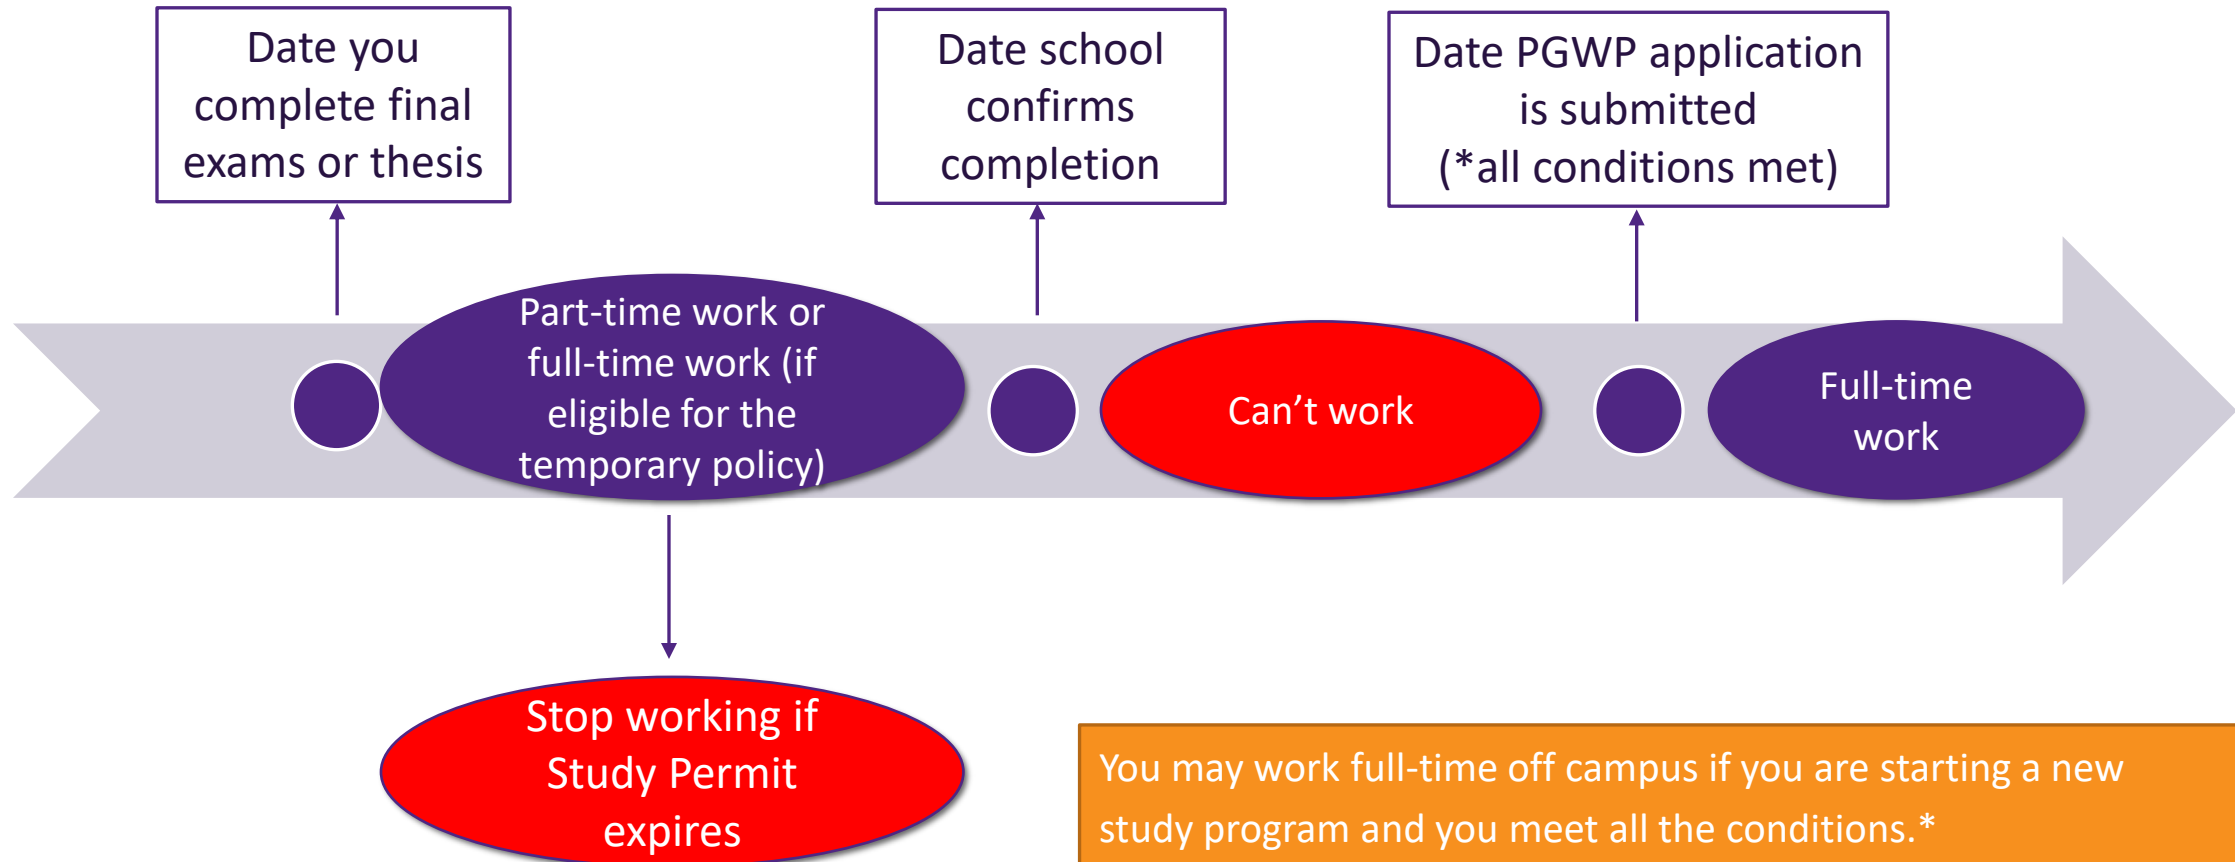 Date you
complete final
exams or thesis
Date school
confirms
completion
Date PGWP application
is submitted
(*all conditions met)
Part-time work or
full-time work (if
eligible for the
temporary policy)
Can’t work
Full-time
work
Stop working if
Study Permit
expires
You may work full-time off campus if you are starting a new
study program and you meet all the conditions.*